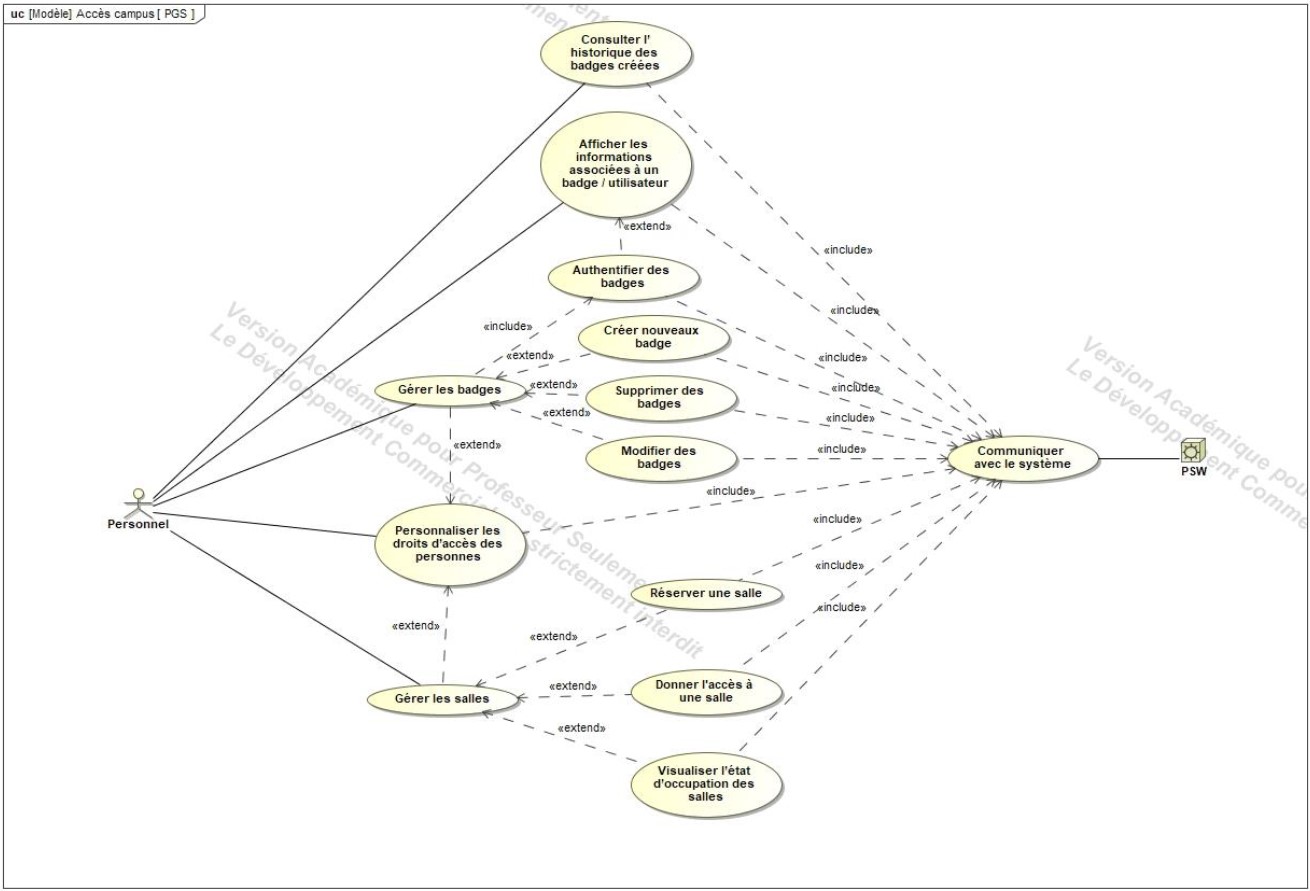 uc [Modèle] Accès campus [ PGS ]
Consulter l'
historique des
badges créées
Afficher les
informations
associées à un
badge / utilisateur
«extend»
«include»
Authentifier des
badges
«include»
«include»
Créer nouveaux
badge
«extend»
«include»
Gérer les badges
«extend»
Supprimer des
badges
«include»
«extend»
«include»
«extend»
Modifier des
badges
«include»
Communiquer
avec le système
PSW
«include»
Personnel
Personnaliser les
droits d'accès des
personnes
«include»
«include»
Réserver une salle
«include»
«extend»
«extend»
Gérer les salles
«extend»
Donner l'accès à
une salle
«extend»
Visualiser l'état
d'occupation des
salles
Version Académique pour Professeur Seuleme
Le Développement Commerci strictement interdit
Version Académique pou
Le Développement Comme